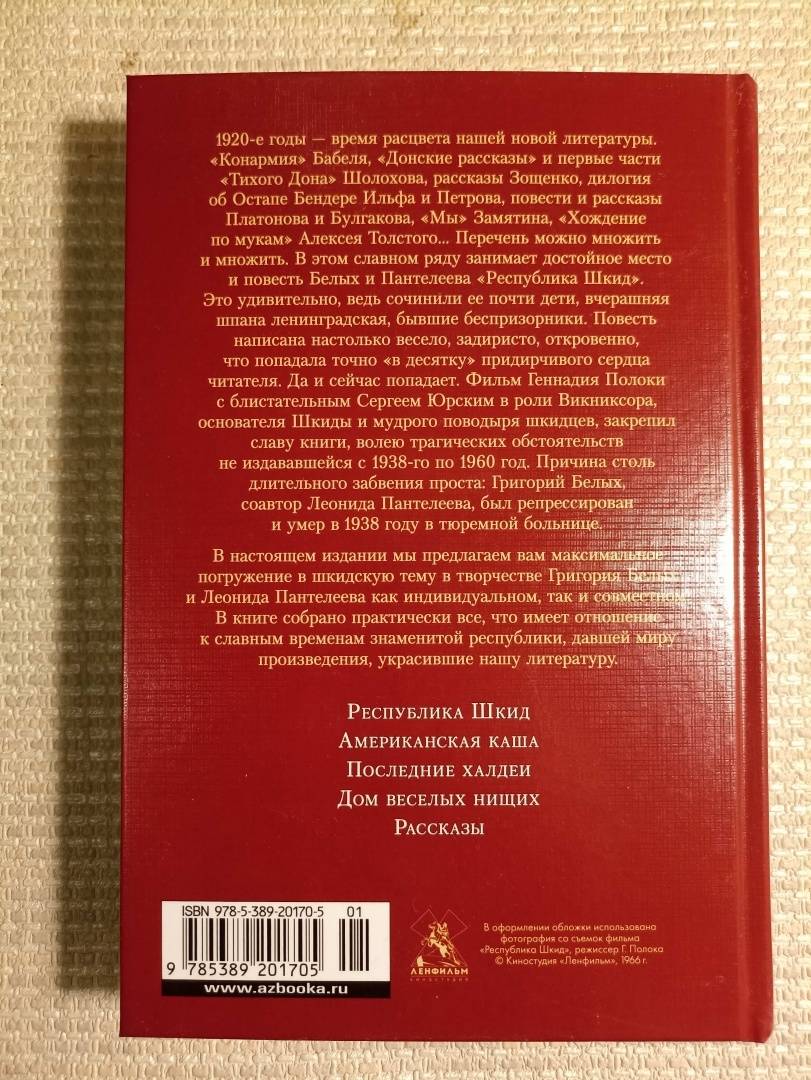 1920-е годы — время расцвета нашей новой литературы.
«Конармия» Бабеля, «Донские рассказы» и первые части
«Тихого Дона» Шолохова, рассказы Зощенко, дилогия
об Остапе Бендере Ильфа и Петрова, повести и рассказы
Платонова и Булгакова, «Мы» Замятина, «Хождение
по мукам» Алексея Толстого... Перечень можно множить
и множить. В этом славном ряду занимает достойное место
и повесть Белых и Пантелеева «Республика Шкид».
Это удивительно, ведь сочинили ее почти дети, вчерашняя
шпана ленинградская, бывшие беспризорники. Повесть
написана настолько весело, задиристо, откровенно,
что попадала точно «в десятку» придирчивого сердца
читателя. Да и сейчас попадает. Фильм Геннадия Полоки
с блистательным Сергеем Юрским в роли Викниксора,
основателя Шкиды и мудрого поводыря шкидцев, закрепил
славу книги, волею трагических обстоятельств
не издававшейся с 1938-го по 1960 год. Причина столь
длительного забвения проста: Григорий Белых,
соавтор Леонида Пантелеева, был репрессирован
и умер в 1938 году в тюремной больнице.
В настоящем издании мы предлагаем вам максимальное
погружение в шкидскую тему в творчестве Григория Белых
и Леонида Пантелеева как индивидуальном, так и совместном.
В книге собрано практически все, что имеет отношение
к славным временам знаменитой республики, давшей миру
произведения, украсившие нашу литературу.
Республика Шкид
Американская каша
Последние халдеи
Дом веселых нищих
Рассказы
ISBN 978-5-389-20170-5 01
9 785389 201705
www.azbooka.ru
ЛЕНФИЛЬМ
КИНОСТУДИЯ
В оформлении обложки использована
фотография со съемок фильма
«Республика Шкид», режиссер Г. Полока
© Киностудия «Ленфильм», 1966 г.